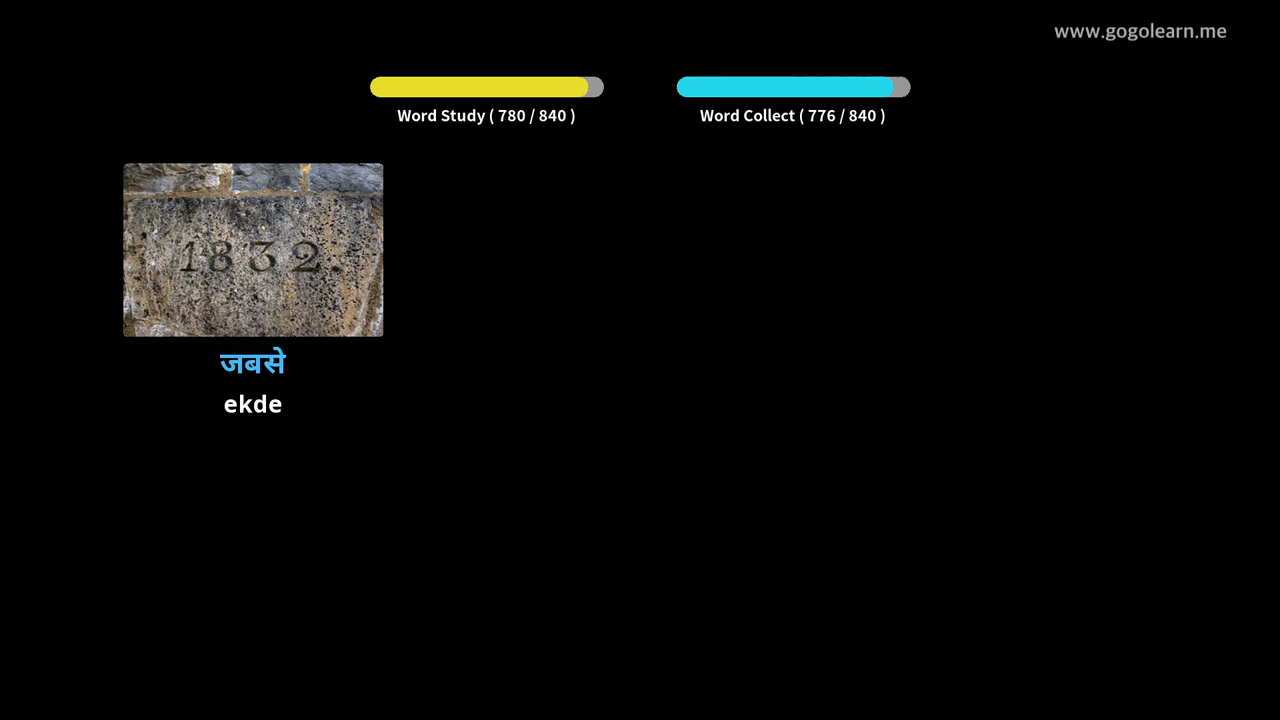 www.gogolearn.me
Word Study ( 780 / 840 )
Word Collect ( 776 / 840 )
1832
जबसे
ekde